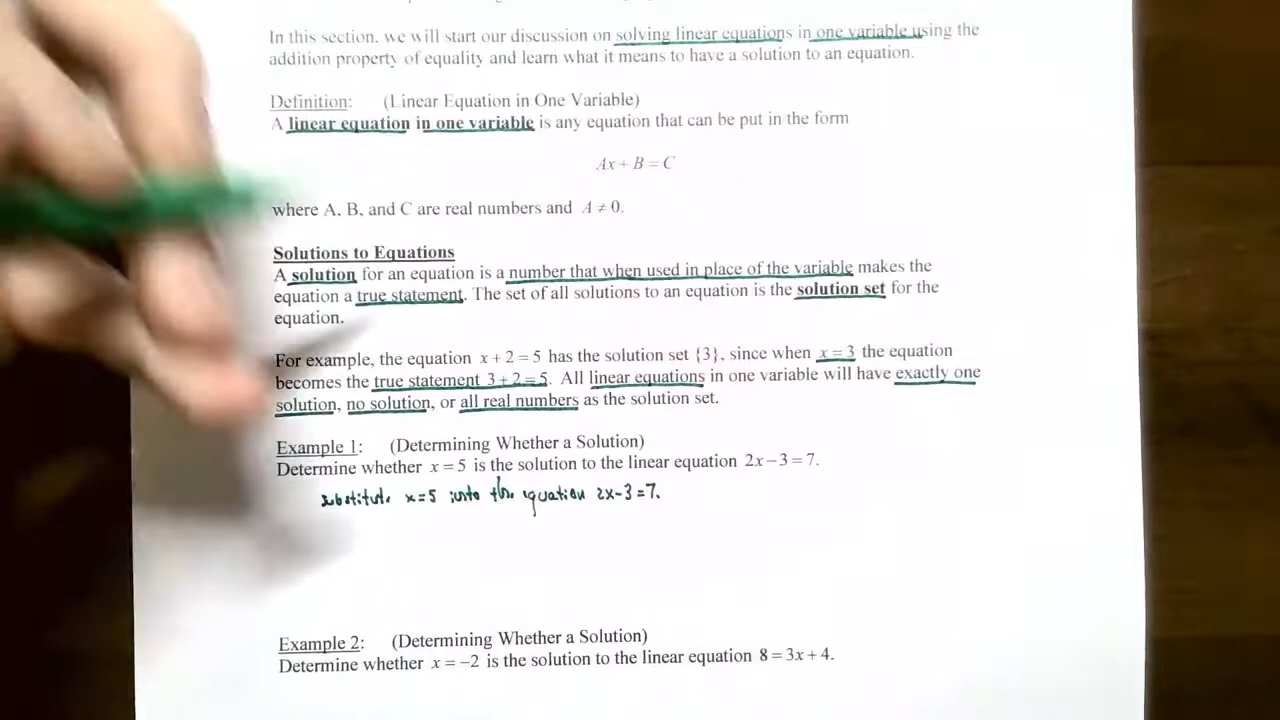 In this section, we will start our discussion on solving linear equations in one variable using the
addition property of equality and learn what it means to have a solution to an equation.
Definition: (Linear Equation in One Variable)
A linear equation in one variable is any equation that can be put in the form
Ax + B = C
where A, B, and C are real numbers and A ≠ 0.
Solutions to Equations
A solution for an equation is a number that when used in place of the variable makes the
equation a true statement. The set of all solutions to an equation is the solution set for the
equation.
For example, the equation x + 2 = 5 has the solution set {3}, since when x = 3 the equation
becomes the true statement 3 + 2 = 5. All linear equations in one variable will have exactly one
solution, no solution, or all real numbers as the solution set.
Example 1: (Determining Whether a Solution)
Determine whether x = 5 is the solution to the linear equation 2x − 3 = 7.
substitute x=5 into the equation 2x-3=7.
Example 2: (Determining Whether a Solution)
Determine whether x = −2 is the solution to the linear equation 8 = 3x + 4.